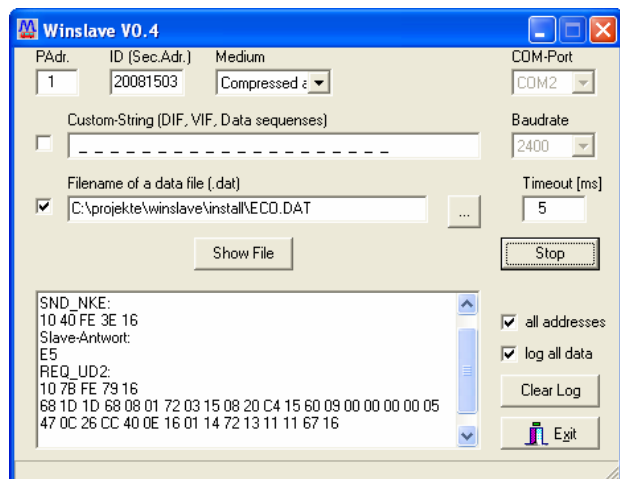 Winslave V0.4
PAdr. ID (Sec.Adr.) Medium COM-Port
1 20081503 Compressed a COM2
Custom-String (DIF, VIF, Data sequenses) Baudrate
_ _ _ _ _ _ _ _ _ _ _ _ _ _ _ _ _ _ _ _ 2400
Filename of a data file (.dat) Timeout [ms]
C:\projekte\winslave\install\ECO.DAT ... 5
Show File Stop
SND_NKE:
10 40 FE 3E 16
Slave-Antwort:
E5
REQ_UD2:
10 7B FE 79 16
68 1D 1D 68 08 01 72 03 15 08 20 C4 15 60 09 00 00 00 00 05
47 0C 26 CC 40 0E 16 01 14 72 13 11 11 67 16
all addresses
log all data
Clear Log
Exit